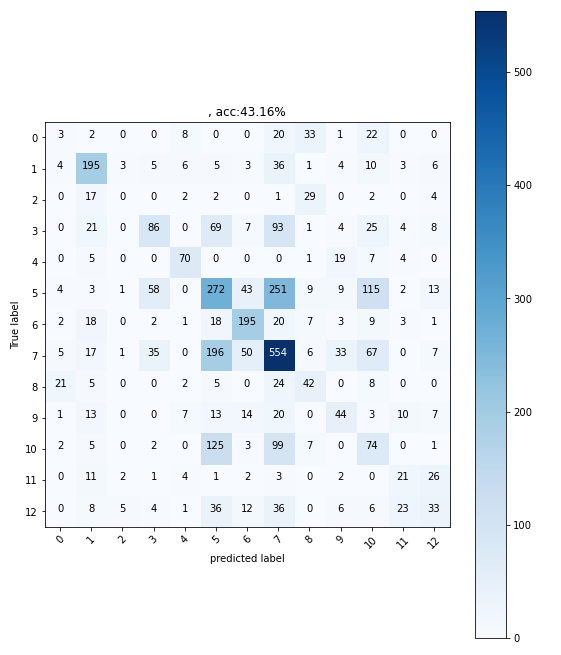 , acc:43.16%
0 3 2 0 0 8 0 0 20 33 1 22 0 0
1 4 195 3 5 6 5 3 36 1 4 10 3 6
2 0 17 0 0 2 2 0 1 29 0 2 0 4
3 0 21 0 86 0 69 7 93 1 4 25 4 8
4 0 5 0 0 70 0 0 0 1 19 7 4 0
5 4 3 1 58 0 272 43 251 9 9 115 2 13
6 2 18 0 2 1 18 195 20 7 3 9 3 1
7 5 17 1 35 0 196 50 554 6 33 67 0 7
8 21 5 0 0 2 5 0 24 42 0 8 0 0
9 1 13 0 0 7 13 14 20 0 44 3 10 7
10 2 5 0 2 0 125 3 99 7 0 74 0 1
11 0 11 2 1 4 1 2 3 0 2 0 21 26
12 0 8 5 4 1 36 12 36 0 6 6 23 33
0 1 2 3 4 5 6 7 8 9 10 11 12
True label
predicted label
500
400
300
200
100
0